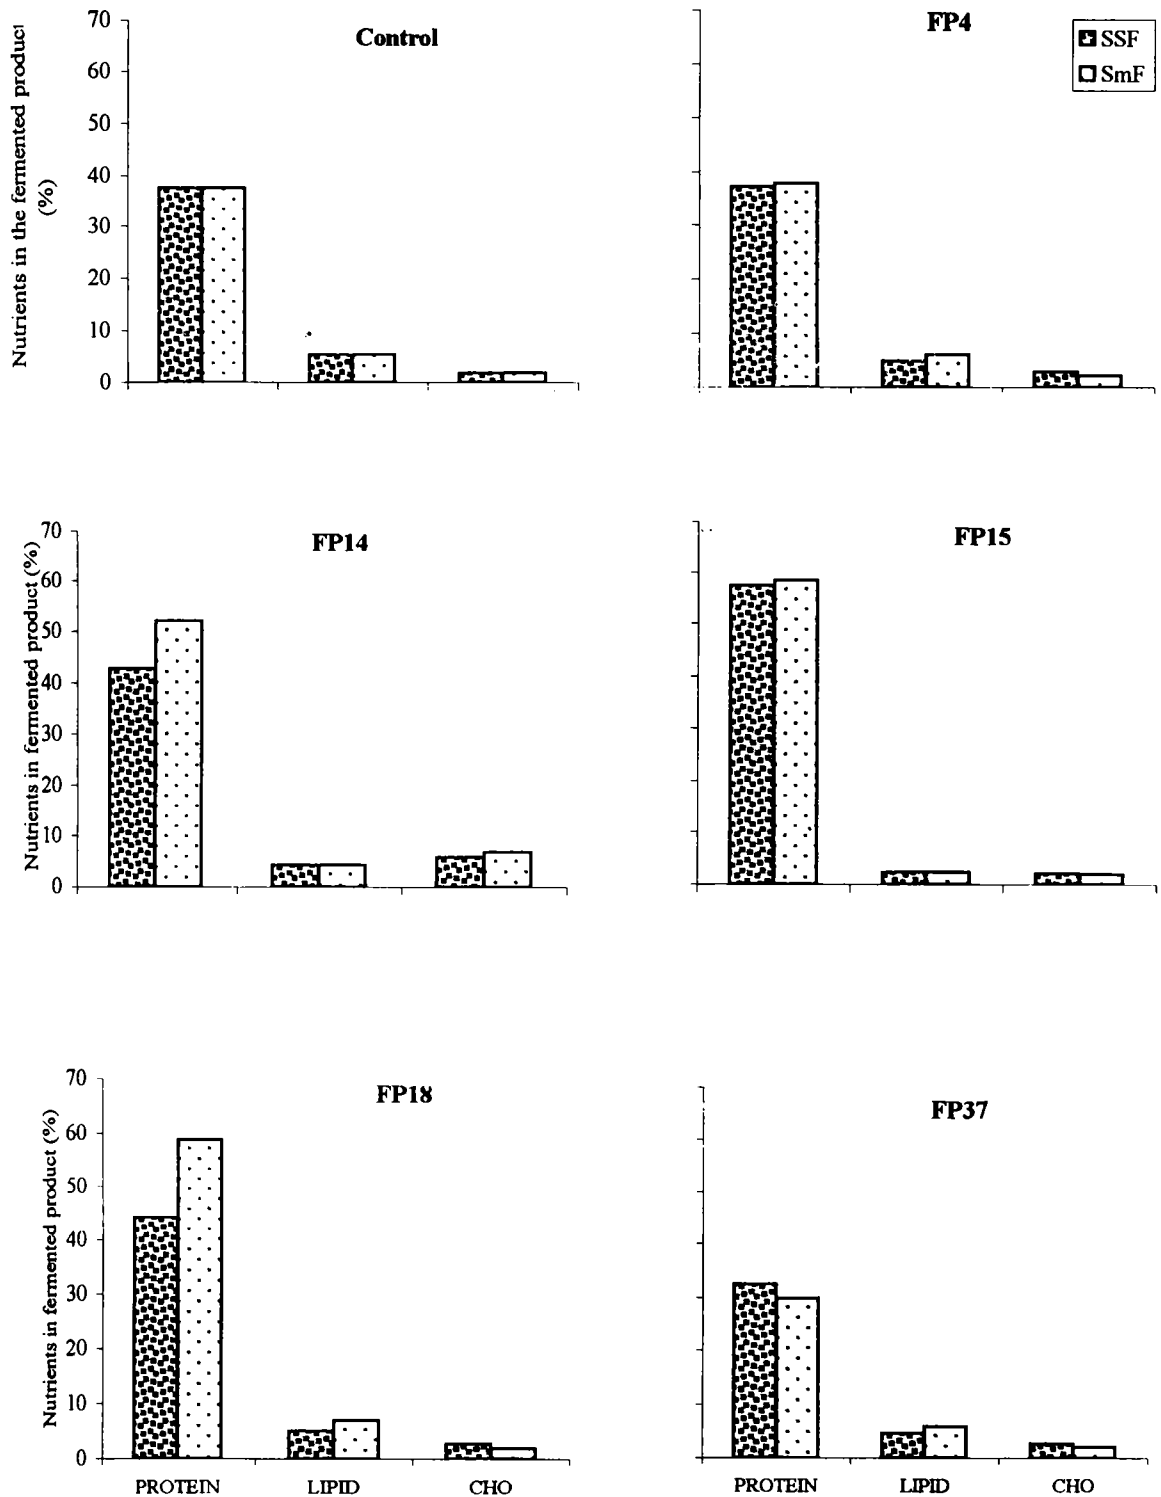 Control
Nutrients in the fermented product
(%)
70
60
50
40
30
20
10
0
FP4
SSF
SmF
FP14
Nutrients in fermented product (%)
70
60
50
40
30
20
10
0
FP15
FP18
Nutrients in fermented product (%)
70
60
50
40
30
20
10
0
PROTEIN LIPID CHO
FP37
PROTEIN LIPID CHO